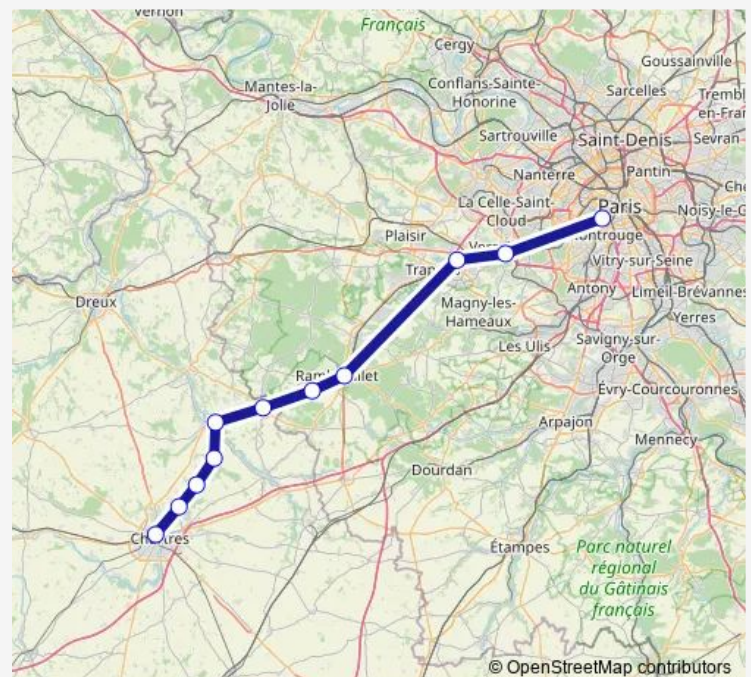 Vernon
Français
Cergy
Goussainville
Mantes-la-
Jolie
Conflans-Sainte-
Honorine
Sarcelles
Trembl
en-Fran
Sartrouville
Saint-Denis
Sevran
Nanterre
Pantin
Che
La Celle-Saint-
Cloud
Paris
Noisy-le-G
Plaisir
ontrouge
Vitry-sur-Seine
Antony
Limeil-Brévannes
Dreux
Magny-les-
Hameaux
Yerres
Les Ulis
Savigny-sur-
Orge
Évry-Courcouronnes
Arpajon
Mennecy
Dourdan
Étampes
Parc naturel
régional
du Gâtinais
français
© OpenStreetMap contributors